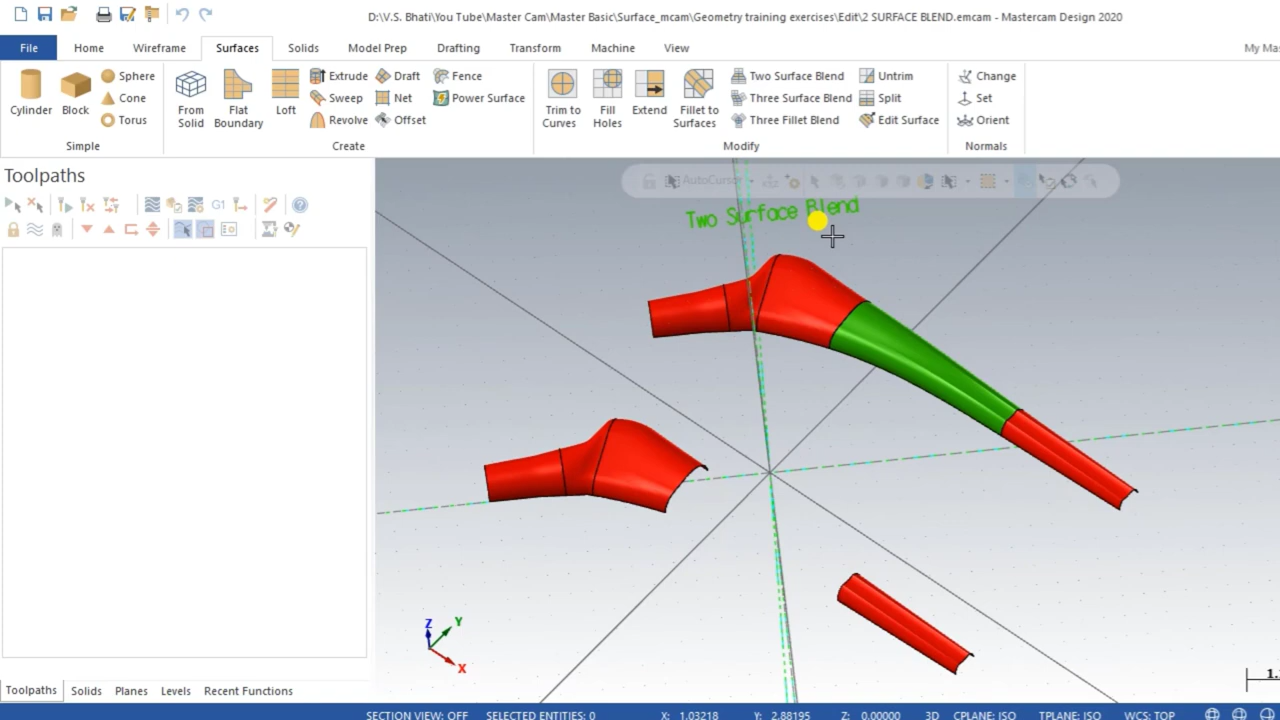 D:\V.S. Bhati\You Tube\Master Cam\Master Basic\Surface_mcam\Geometry training exercises\Edit\2 SURFACE BLEND.emcam - Mastercam Design 2020
File Home Wireframe Surfaces Solids Model Prep Drafting Transform Machine View My Mas
Sphere Extrude Draft Fence Two Surface Blend Untrim Change
Cone Sweep Net Power Surface Three Surface Blend Split Set
Torus Revolve Offset Three Fillet Blend Edit Surface Orient
Cylinder Block From Solid Flat Boundary Loft Trim to Curves Fill Holes Extend Fillet to Surfaces
Simple Create Modify Normals
Toolpaths
AutoCursor
G1
Two Surface Blend
Z
Y
X
1.
Toolpaths Solids Planes Levels Recent Functions
SECTION VIEW: OFF SELECTED ENTITIES: 0 X: 1.03218 Y: 2.88195 Z: 0.00000 3D CPLANE: ISO TPLANE: ISO WCS: TOP